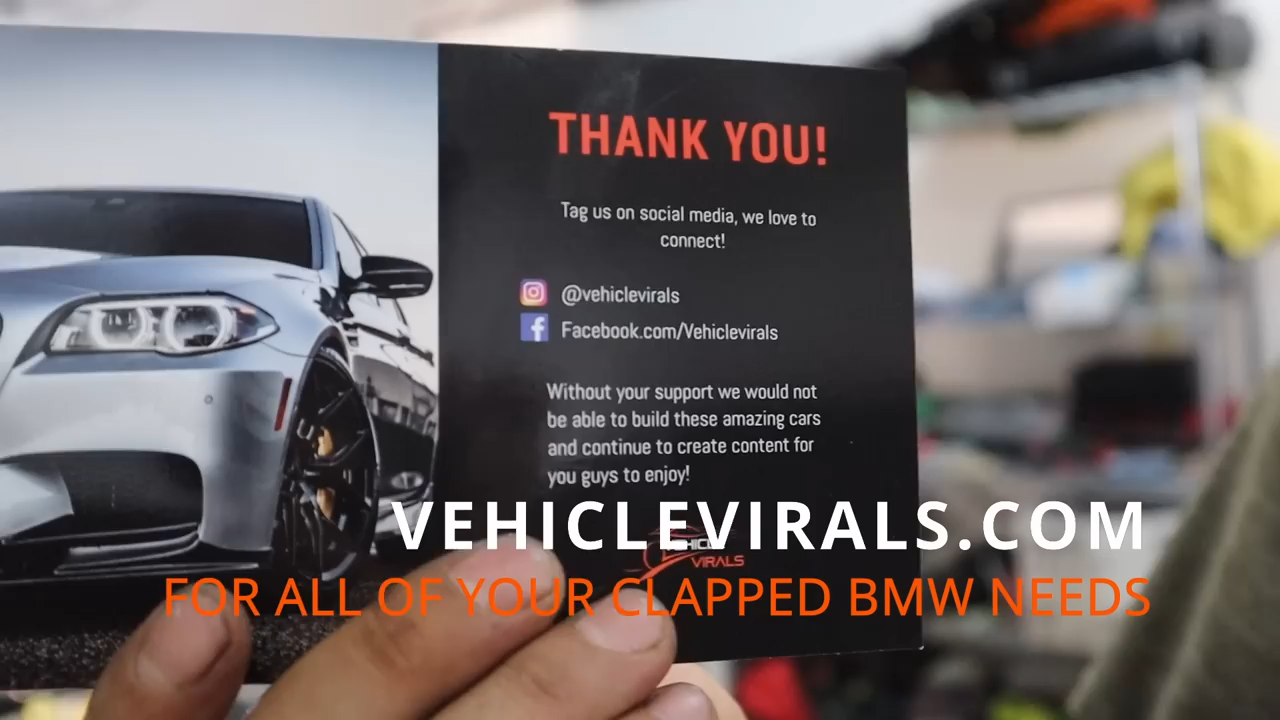 THANK YOU!
Tag us on social media, we love to
connect!
@vehiclevirals
Facebook.com/Vehiclevirals
Without your support we would not
be able to build these amazing cars
and continue to create content for
you guys to enjoy!
VEHICLEVIRALS.COM
VEHICLE
VIRALS
FOR ALL OF YOUR CLAPPED BMW NEEDS